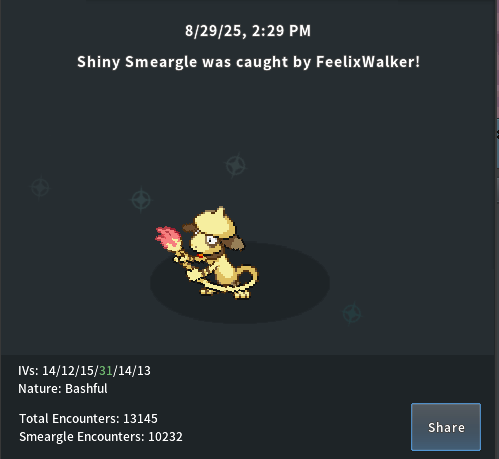 8/29/25, 2:29 PM
Shiny Smeargle was caught by FeelixWalker!
IVs: 14/12/15/31/14/13
Nature: Bashful
Total Encounters: 13145
Smeargle Encounters: 10232
Share